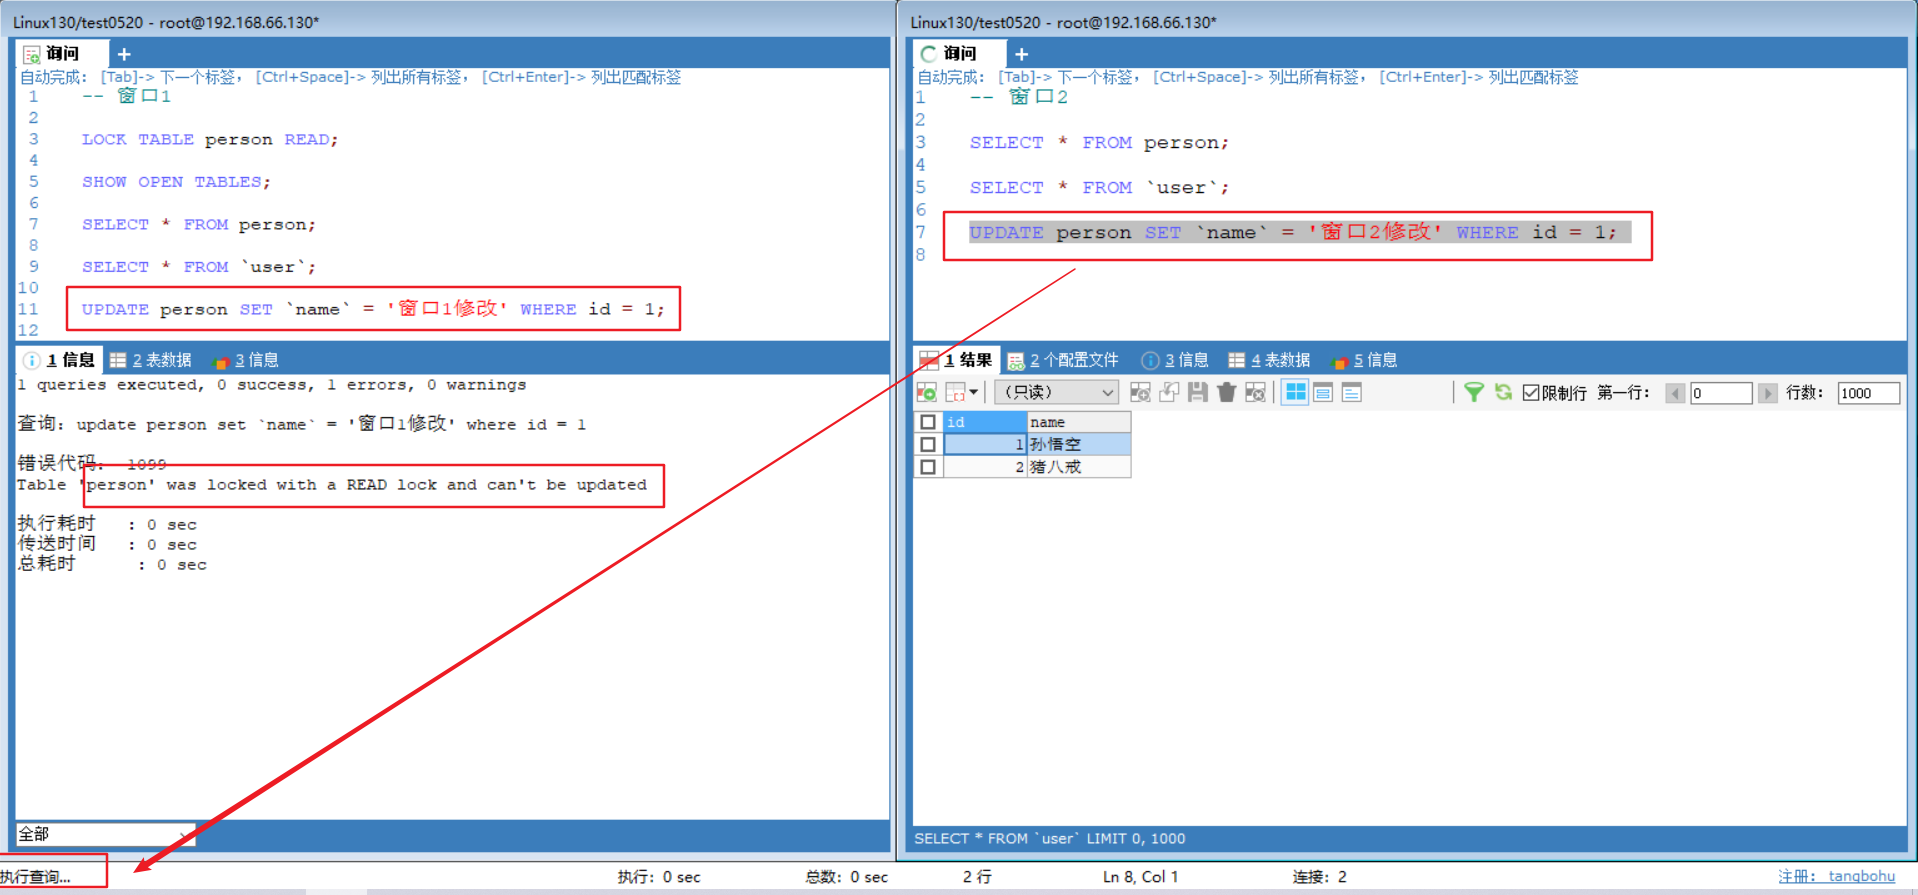 Linux130/test0520 - root@192.168.66.130*
询问 +
自动完成: [Tab]-> 下一个标签, [Ctrl+Space]-> 列出所有标签, [Ctrl+Enter]-> 列出匹配标签
1 -- 窗口1
2
3 LOCK TABLE person READ;
4
5 SHOW OPEN TABLES;
6
7 SELECT * FROM person;
8
9 SELECT * FROM `user`;
10
11 UPDATE person SET `name` = '窗口1修改' WHERE id = 1;
12
1 信息 2 表数据 3 信息
1 queries executed, 0 success, 1 errors, 0 warnings
查询: update person set `name` = '窗口1修改' where id = 1
错误代码: 1099
Table 'person' was locked with a READ lock and can't be updated
执行耗时 : 0 sec
传送时间 : 0 sec
总耗时 : 0 sec
全部
Linux130/test0520 - root@192.168.66.130*
询问 +
自动完成: [Tab]-> 下一个标签, [Ctrl+Space]-> 列出所有标签, [Ctrl+Enter]-> 列出匹配标签
1 -- 窗口2
2
3 SELECT * FROM person;
4
5 SELECT * FROM `user`;
6
7 UPDATE person SET `name` = '窗口2修改' WHERE id = 1;
8
1 结果 2 个配置文件 3 信息 4 表数据 5 信息
(只读) 限制行 第一行: 0 行数: 1000
id name
1 孙悟空
2 猪八戒
SELECT * FROM `user` LIMIT 0, 1000
执行查询... 执行: 0 sec 总数: 0 sec 2 行 Ln 8, Col 1 连接: 2 注册: tangbohu